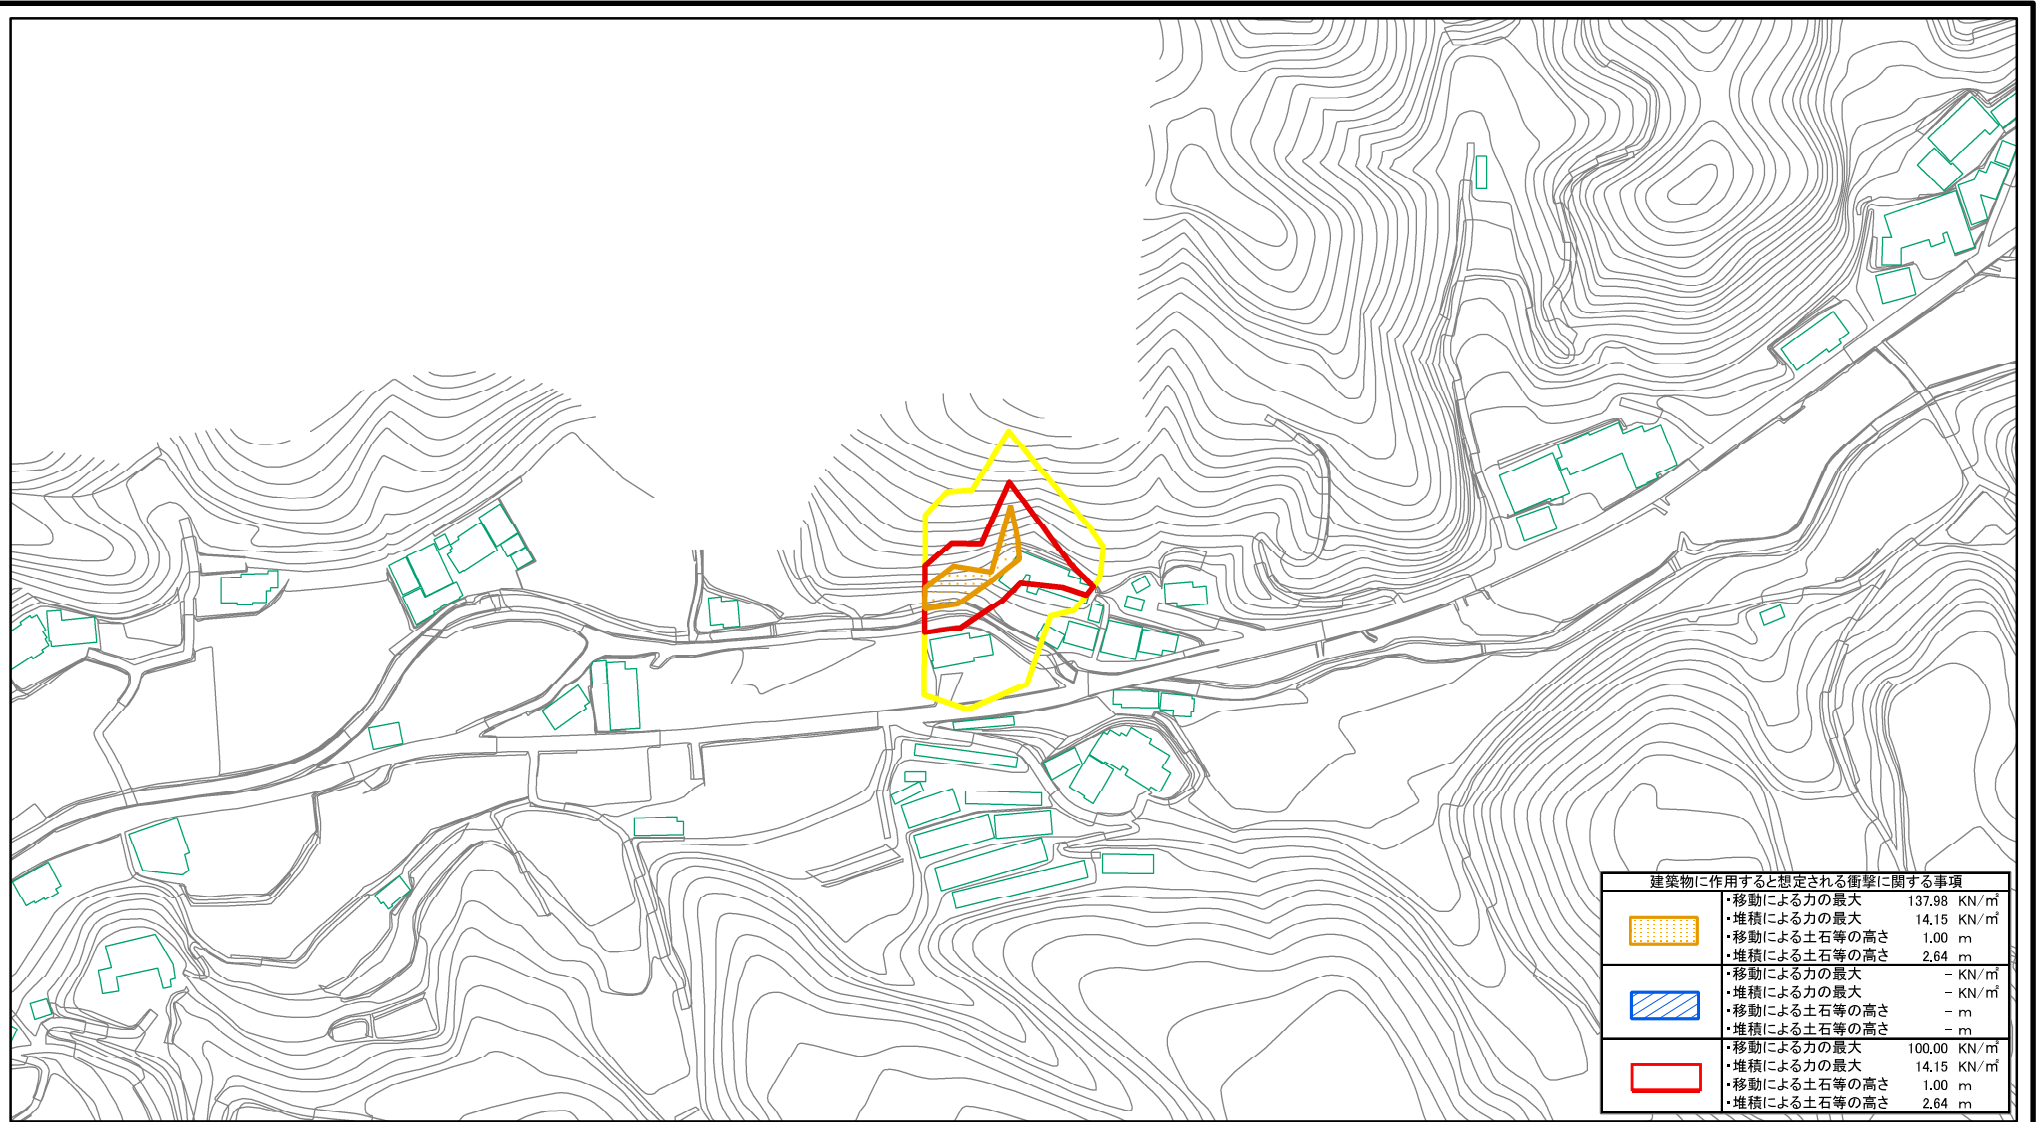 建築物に作用すると想定される衝撃に関する事項
・移動による力の最大 137.98 KN/㎡
・堆積による力の最大 14.15 KN/㎡
・移動による土石等の高さ 1.00 m
・堆積による土石等の高さ 2.64 m
・移動による力の最大 - KN/㎡
・堆積による力の最大 - KN/㎡
・移動による土石等の高さ - m
・堆積による土石等の高さ - m
・移動による力の最大 100.00 KN/㎡
・堆積による力の最大 14.15 KN/㎡
・移動による土石等の高さ 1.00 m
・堆積による土石等の高さ 2.64 m